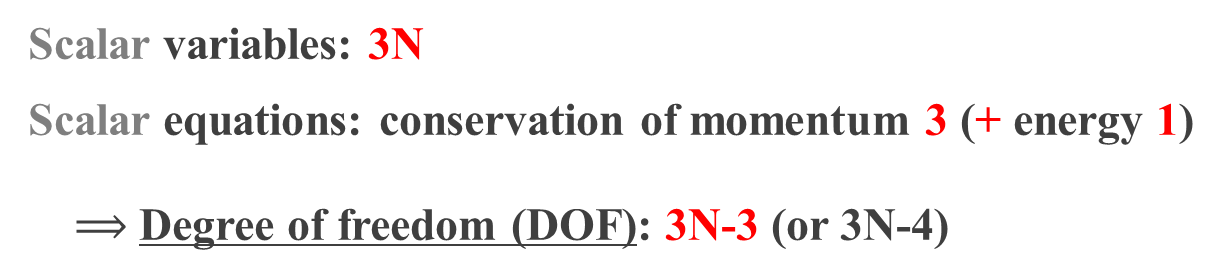 Scalar variables: 3N
Scalar equations: conservation of momentum 3 (+ energy 1)
⟹ Degree of freedom (DOF): 3N-3 (or 3N-4)